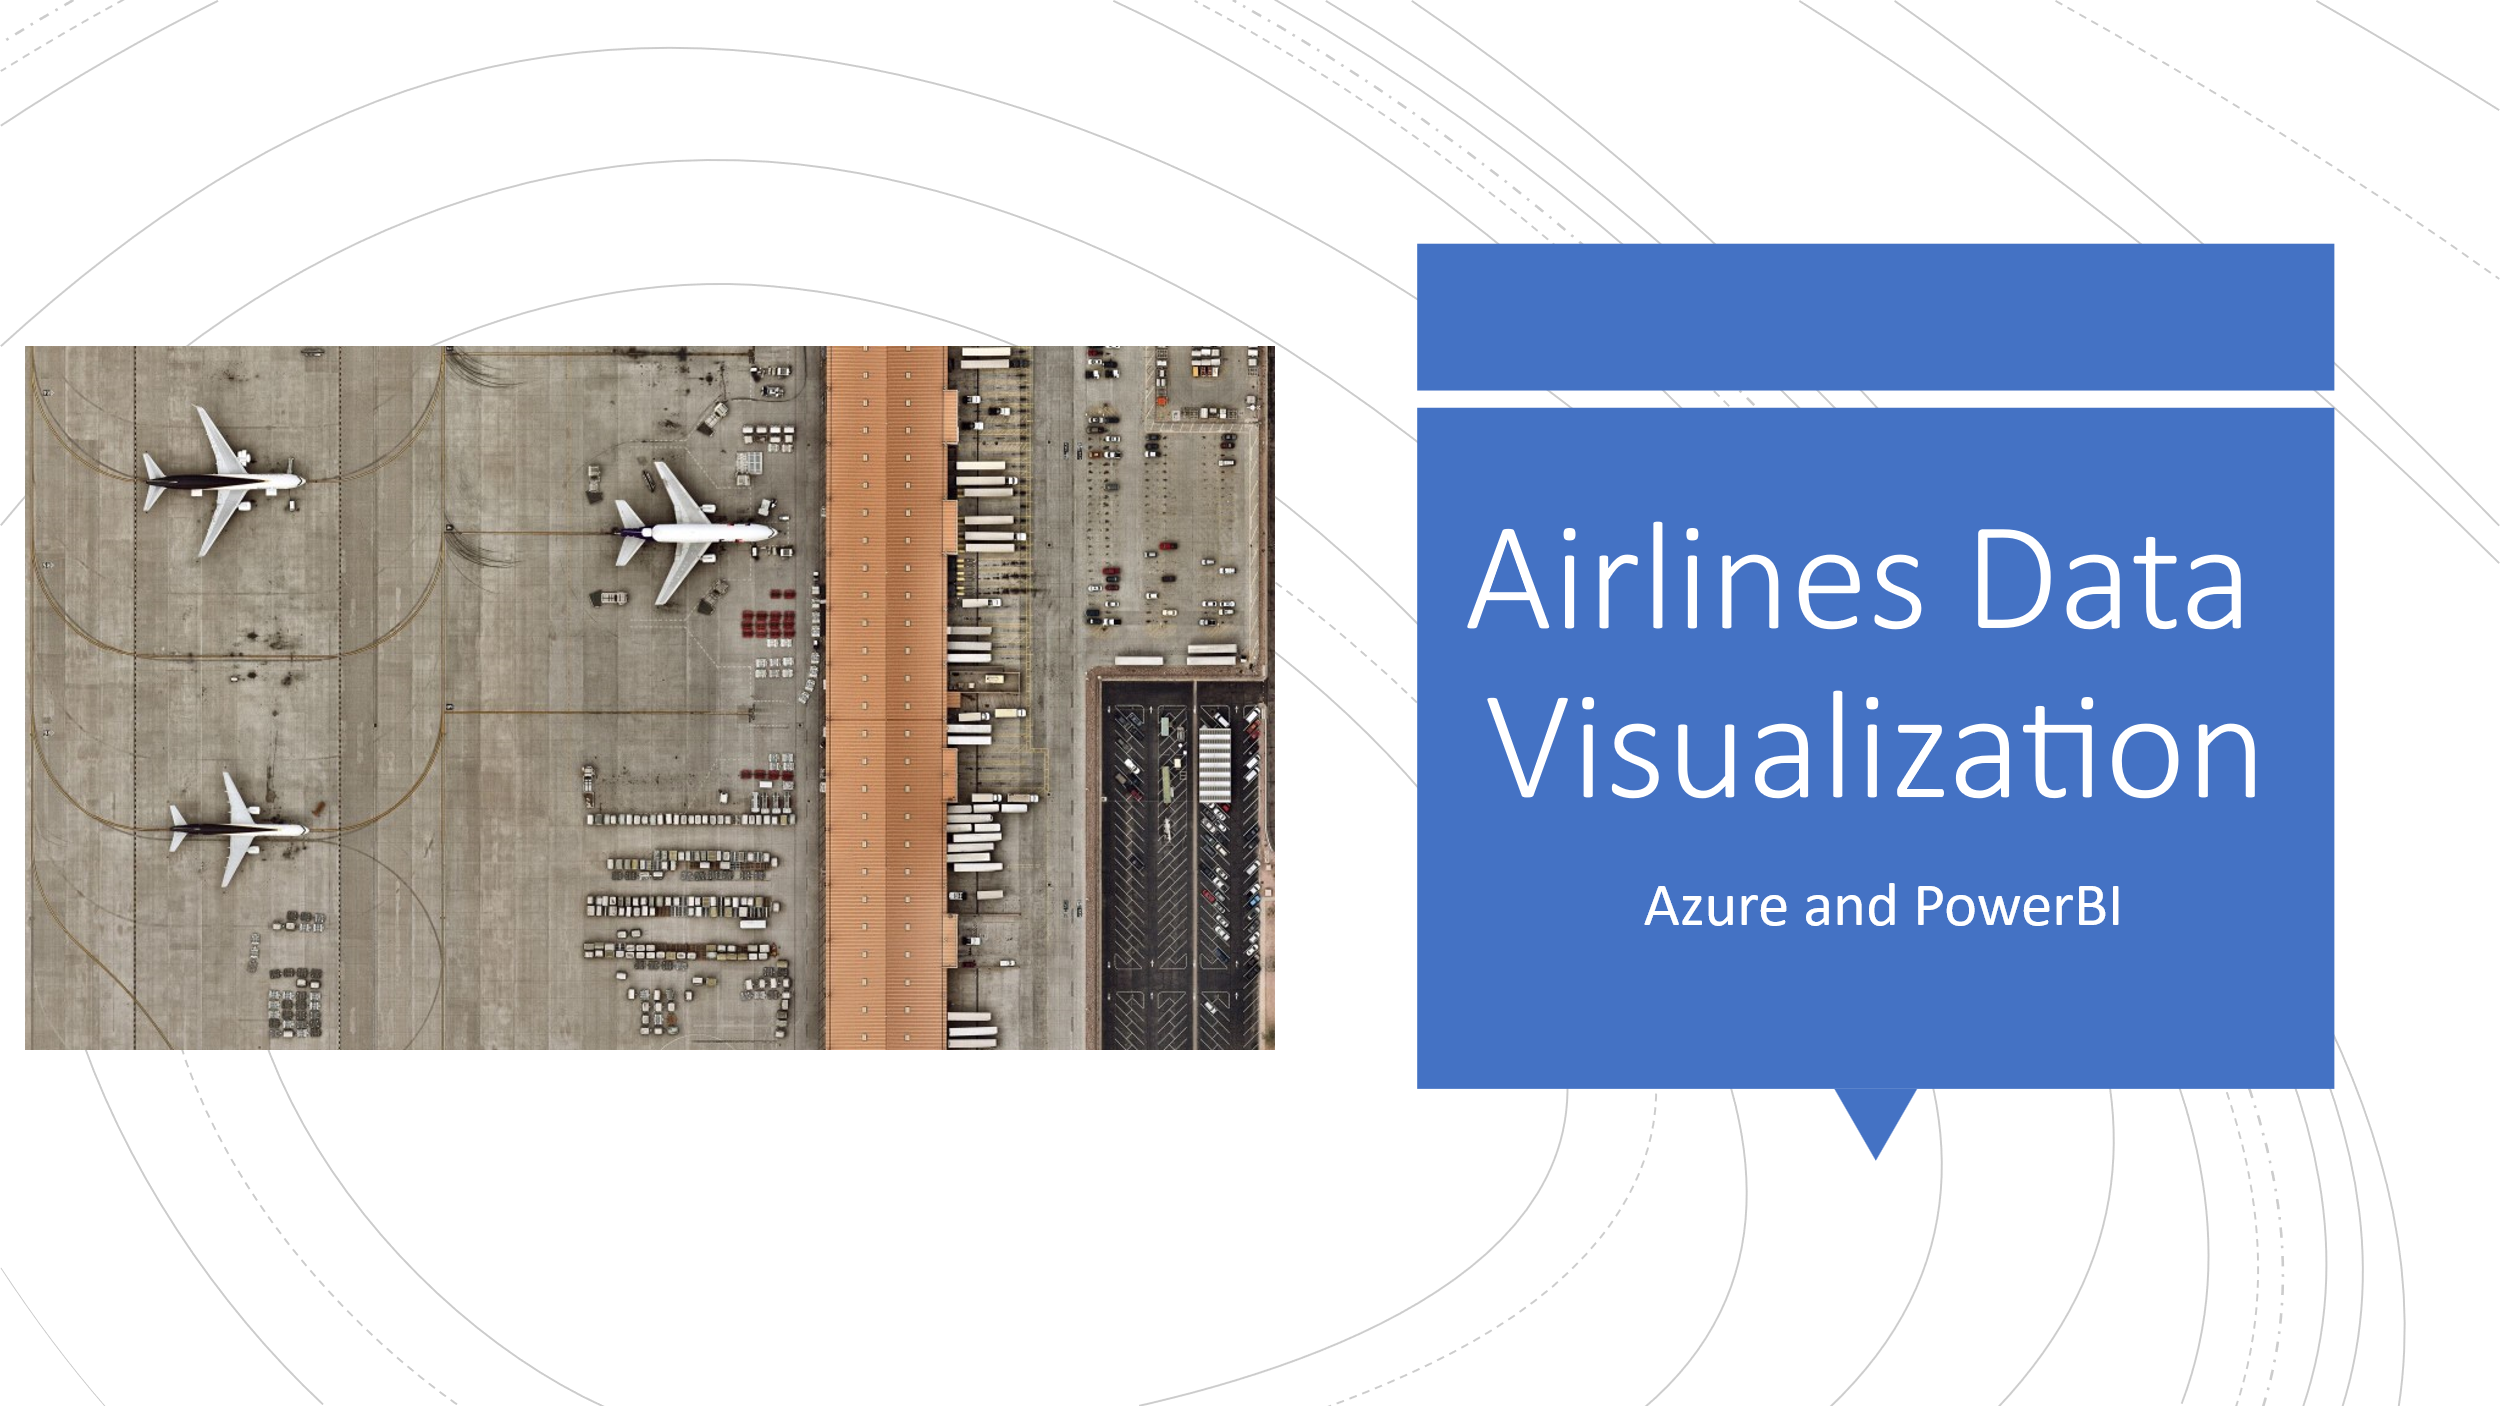 Airlines Data
Visualization
Azure and PowerBI